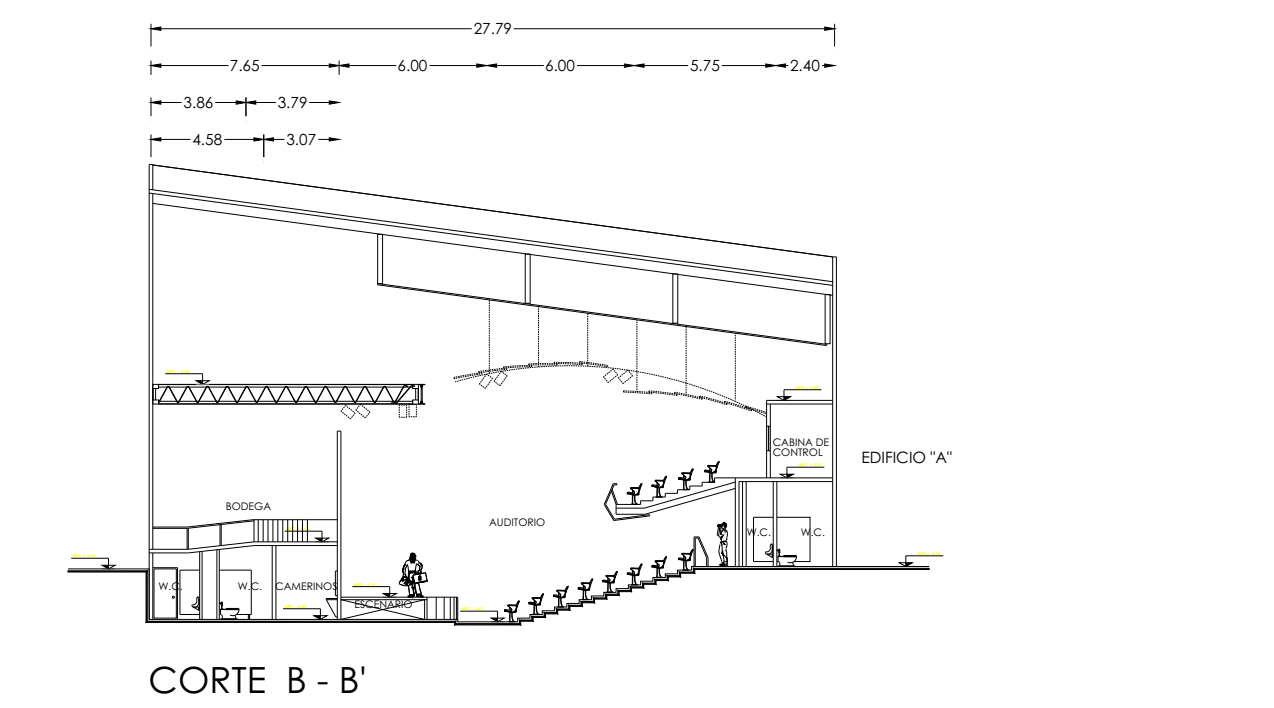 27.79
7.65 6.00 6.00 5.75 2.40
3.86 3.79
4.58 3.07
CABINA DE
CONTROL
EDIFICIO "A"
BODEGA
AUDITORIO
W.C. W.C.
W.C. W.C. CAMERINOS
ESCENARIO
CORTE B - B'